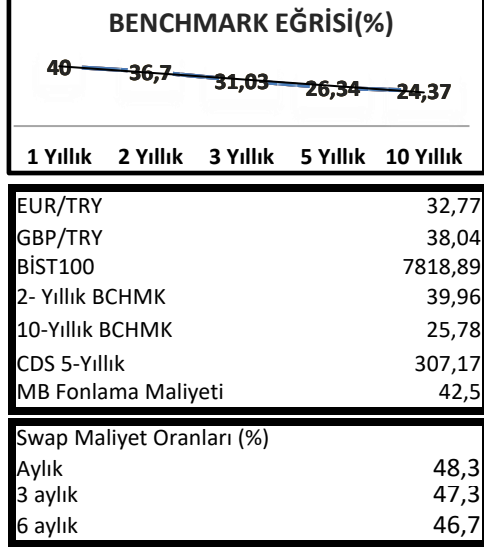 BENCHMARK EĞRİSİ(%)
40 36,7 31,03 26,34 24,37
1 Yıllık 2 Yıllık 3 Yıllık 5 Yıllık 10 Yıllık
EUR/TRY 32,77
GBP/TRY 38,04
BİST100 7818,89
2- Yıllık BCHMK 39,96
10-Yıllık BCHMK 25,78
CDS 5-Yıllık 307,17
MB Fonlama Maliyeti 42,5
Swap Maliyet Oranları (%)
Aylık 48,3
3 aylık 47,3
6 aylık 46,7